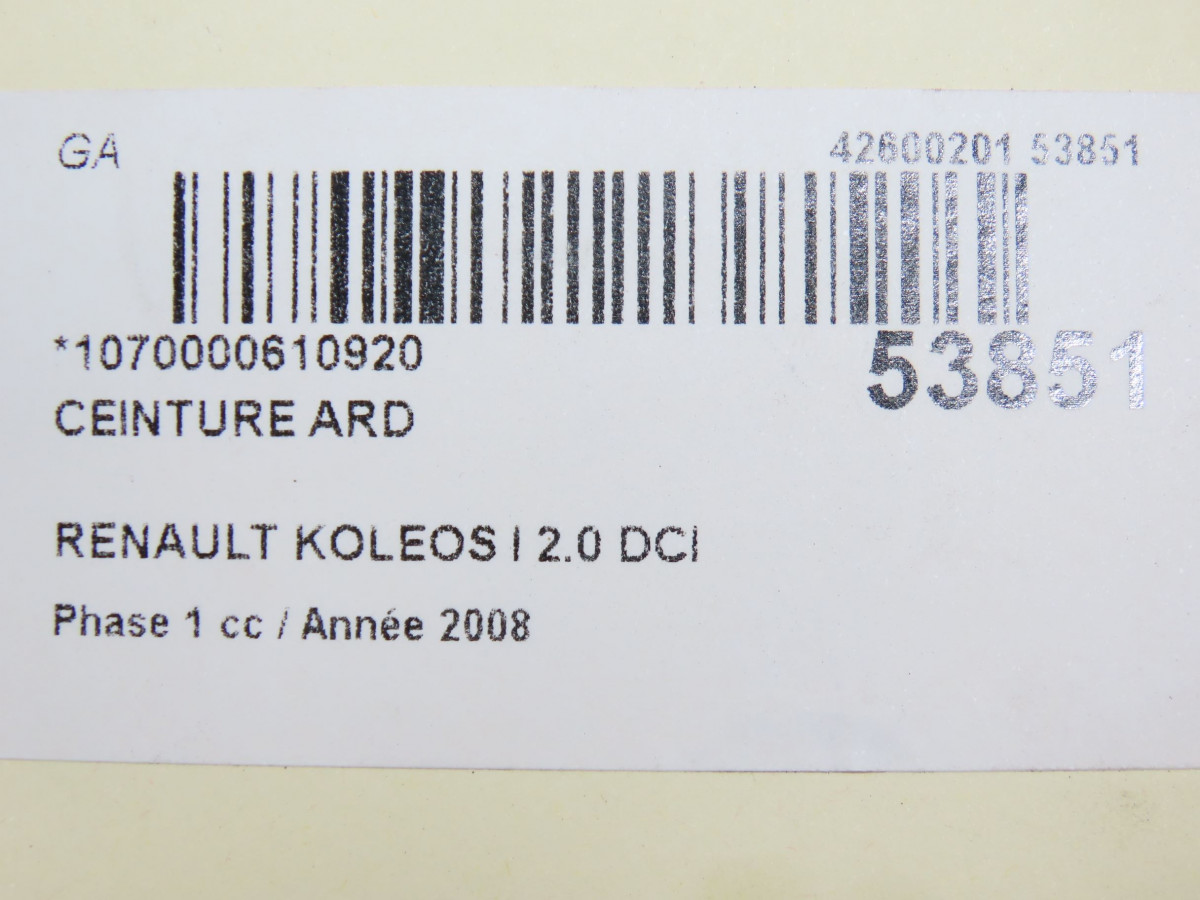 GA
42600201 53851
*1070000610920
53851
CEINTURE ARD
RENAULT KOLEOS I 2.0 DCI
Phase 1 cc / Année 2008